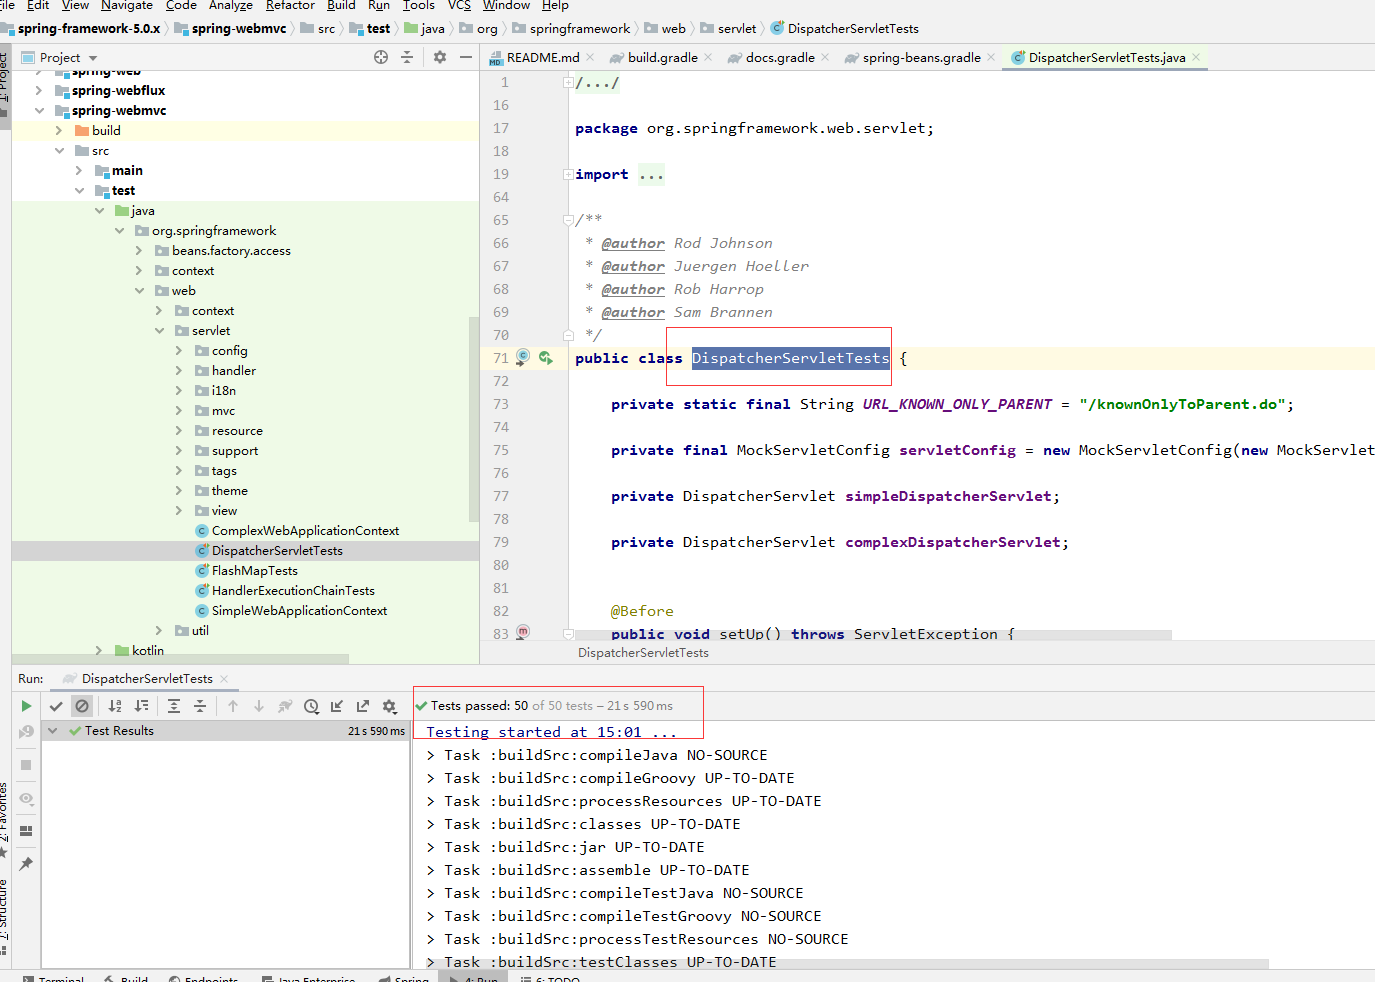 File Edit View Navigate Code Analyze Refactor Build Run Tools VCS Window Help
spring-framework-5.0.x spring-webmvc src test java org springframework web servlet DispatcherServletTests
Project
README.md build.gradle docs.gradle spring-beans.gradle DispatcherServletTests.java
1: Project
spring-web
spring-webflux
spring-webmvc
build
src
main
test
java
org.springframework
beans.factory.access
context
web
context
servlet
config
handler
i18n
mvc
resource
support
tags
theme
view
ComplexWebApplicationContext
DispatcherServletTests
FlashMapTests
HandlerExecutionChainTests
SimpleWebApplicationContext
util
kotlin
1 /.../
16
17 package org.springframework.web.servlet;
18
19 import ...
64
65 /**
66 * @author Rod Johnson
67 * @author Juergen Hoeller
68 * @author Rob Harrop
69 * @author Sam Brannen
70 */
71 public class DispatcherServletTests {
72
73 private static final String URL_KNOWN_ONLY_PARENT = "/knownOnlyToParent.do";
74
75 private final MockServletConfig servletConfig = new MockServletConfig(new MockServlet
76
77 private DispatcherServlet simpleDispatcherServlet;
78
79 private DispatcherServlet complexDispatcherServlet;
80
81
82 @Before
83 public void setUp() throws ServletException {
DispatcherServletTests
Run: DispatcherServletTests
Tests passed: 50 of 50 tests – 21 s 590 ms
Test Results 21 s 590 ms
Testing started at 15:01 ...
> Task :buildSrc:compileJava NO-SOURCE
> Task :buildSrc:compileGroovy UP-TO-DATE
> Task :buildSrc:processResources UP-TO-DATE
> Task :buildSrc:classes UP-TO-DATE
> Task :buildSrc:jar UP-TO-DATE
> Task :buildSrc:assemble UP-TO-DATE
> Task :buildSrc:compileTestJava NO-SOURCE
> Task :buildSrc:compileTestGroovy NO-SOURCE
> Task :buildSrc:processTestResources NO-SOURCE
> Task :buildSrc:testClasses UP-TO-DATE
2: Favorites
7: Structure
Terminal Build Endpoints Java Enterprise Spring 4: Run 6: TODO